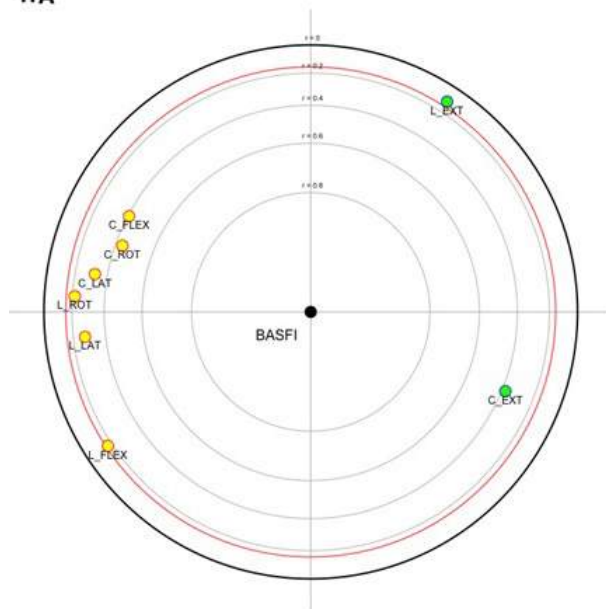 r = 0
r = 0.2
L_EXT
r = 0.4
r = 0.6
r = 0.8
C_FLEX
C_ROT
C_LAT
L_ROT
BASFI
L_LAT
C_EXT
L_FLEX